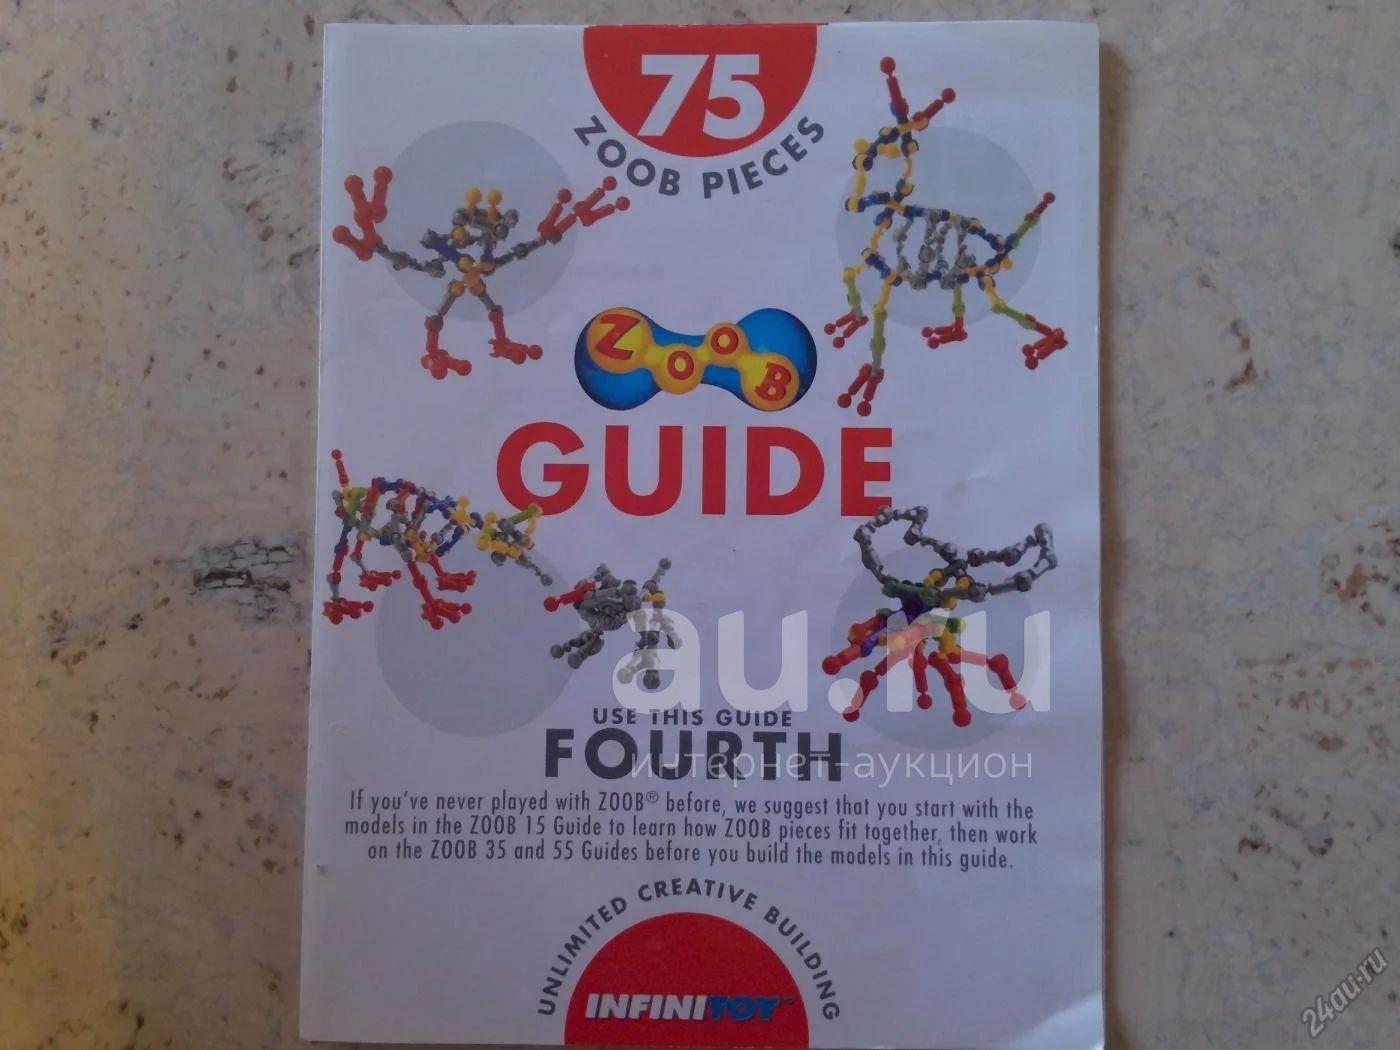 75
ZOOB PIECES
ZOOB
GUIDE
au.ru
USE THIS GUIDE
FOURTH
интернет-аукцион
If you've never played with ZOOB® before, we suggest that you start with the
models in the ZOOB 15 Guide to learn how ZOOB pieces fit together, then work
on the ZOOB 35 and 55 Guides before you build the models in this guide.
UNLIMITED CREATIVE BUILDING
INFINITOY™
24au.ru